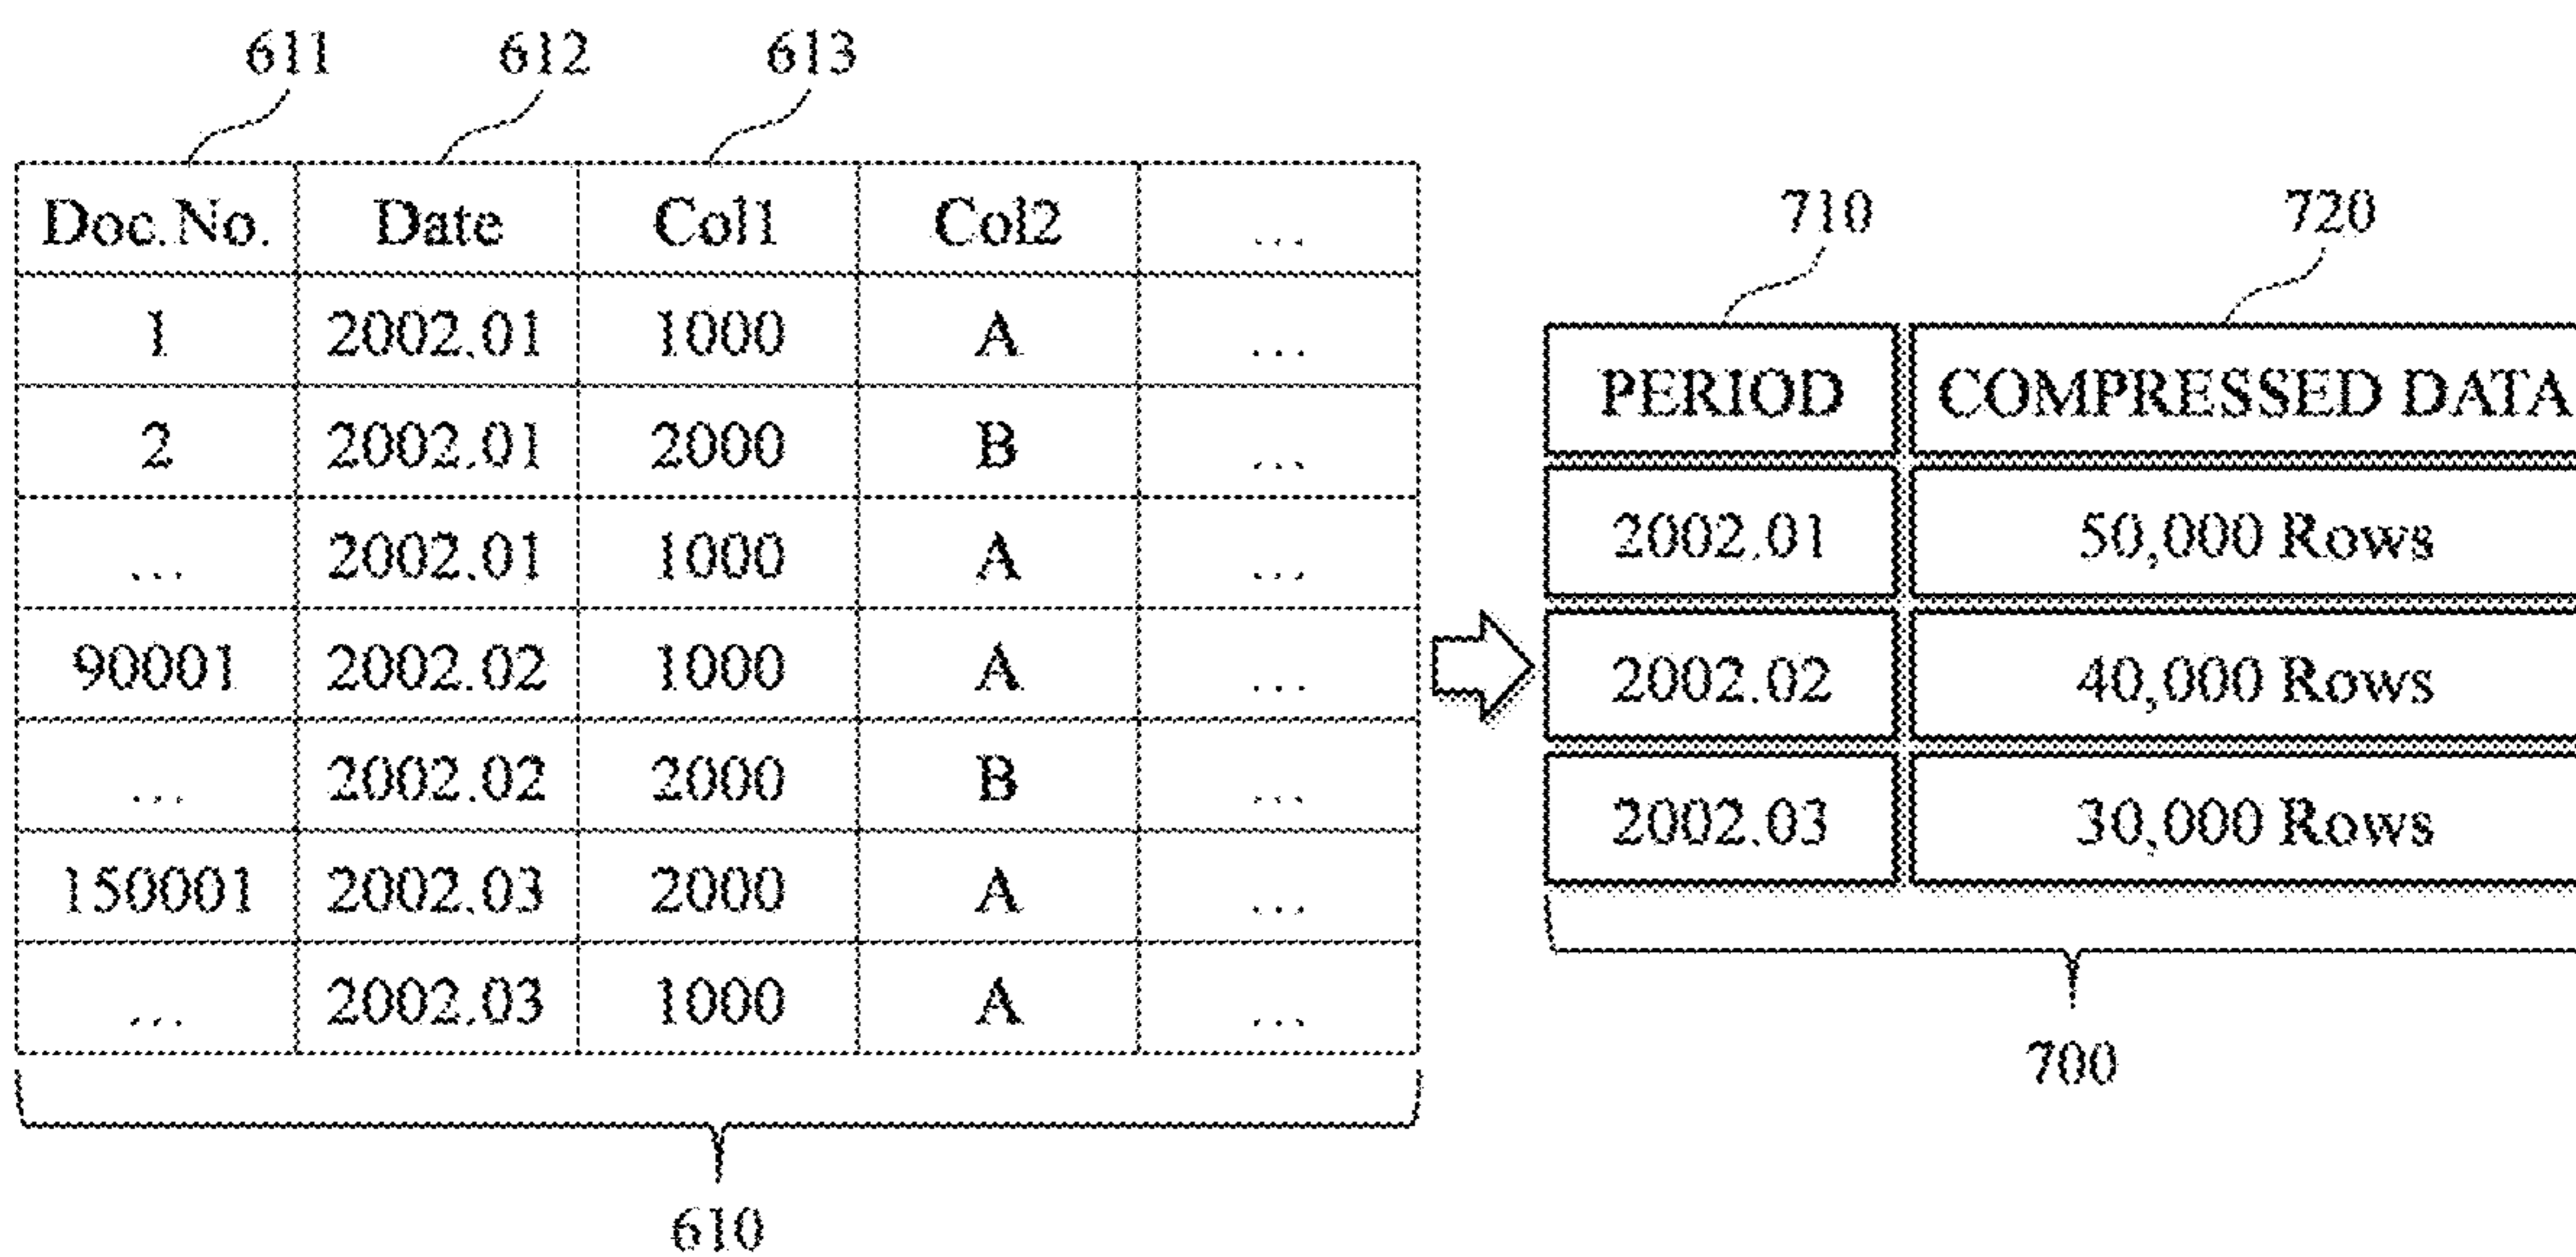 611 612 613
Doc.No. Date Col1 Col2 ...
1 2002.01 1000 A ...
2 2002.01 2000 B ...
... 2002.01 1000 A ...
90001 2002.02 1000 A ...
... 2002.02 2000 B ...
150001 2002.03 2000 A ...
... 2002.03 1000 A ...
610
710 720
PERIOD COMPRESSED DATA
2002.01 50,000 Rows
2002.02 40,000 Rows
2002.03 30,000 Rows
700